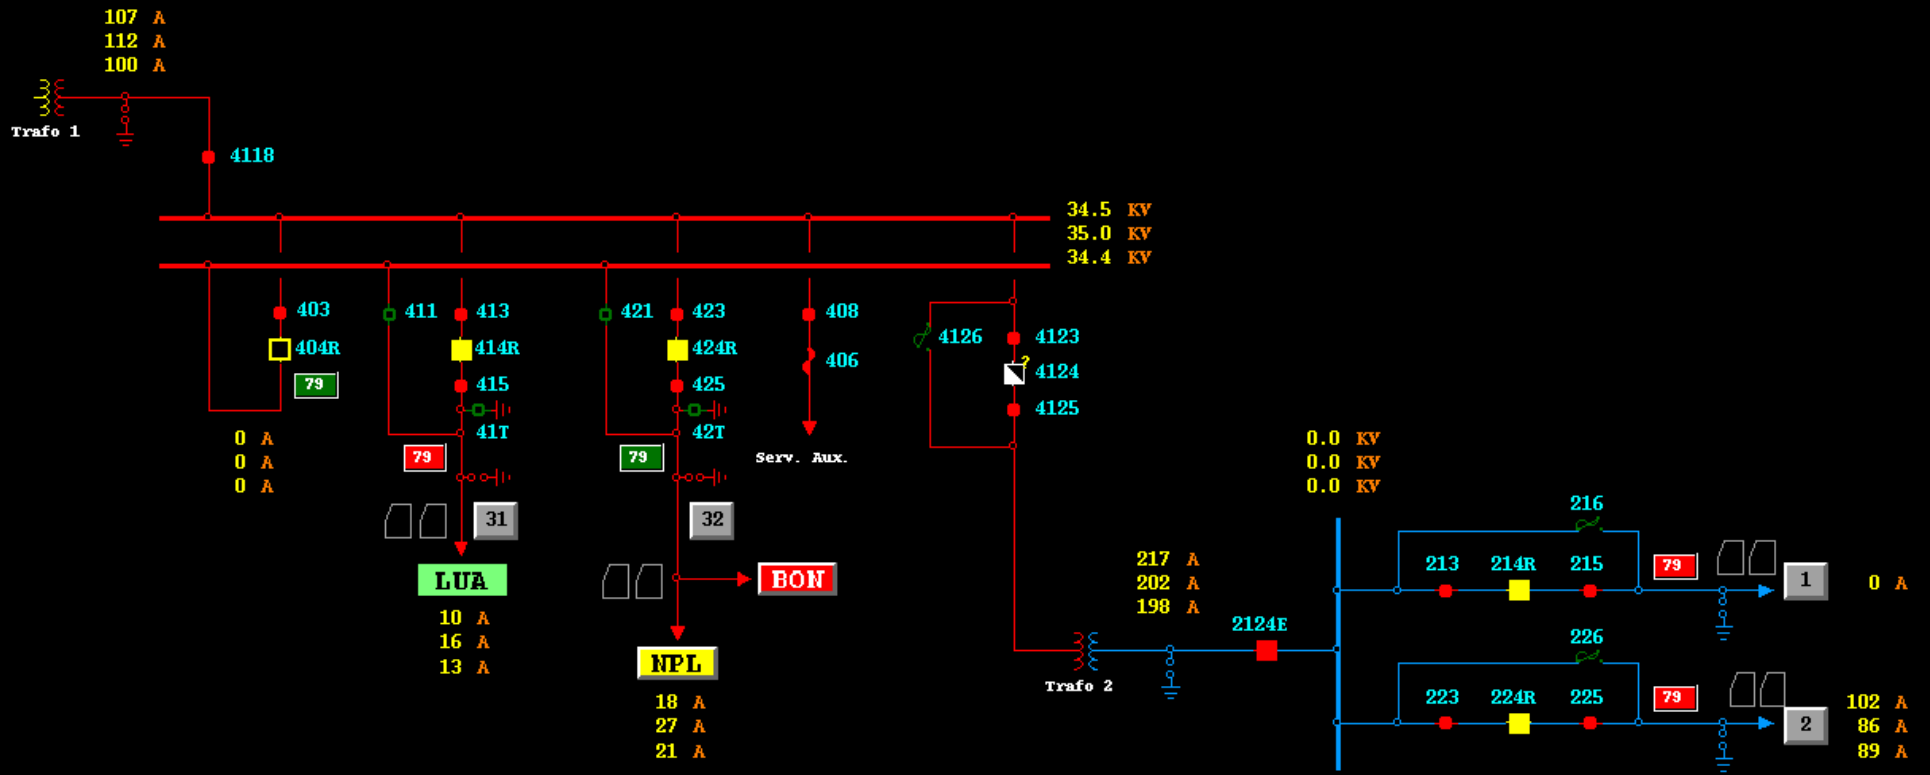 107 A
112 A
100 A
Trafo 1
4118
34.5 KV
35.0 KV
34.4 KV
403
404R
79
0 A
0 A
0 A
411
413
414R
415
41T
79
31
LUA
10 A
16 A
13 A
421
423
424R
425
42T
79
32
BON
NPL
18 A
27 A
21 A
408
406
Serv. Aux.
4126
4123
?
4124
4125
Trafo 2
217 A
202 A
198 A
2124E
0.0 KV
0.0 KV
0.0 KV
216
213 214R 215
79
1
0 A
226
223 224R 225
79
2
102 A
86 A
89 A